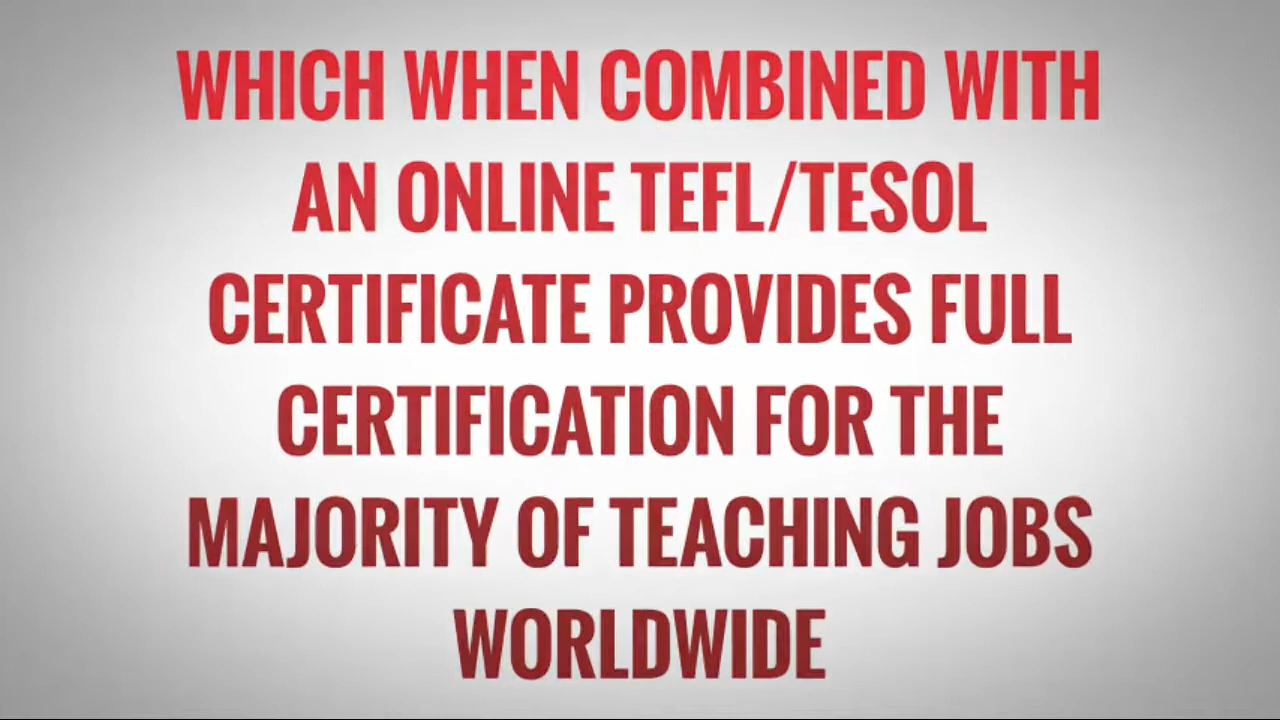 WHICH WHEN COMBINED WITH
AN ONLINE TEFL/TESOL
CERTIFICATE PROVIDES FULL
CERTIFICATION FOR THE
MAJORITY OF TEACHING JOBS
WORLDWIDE